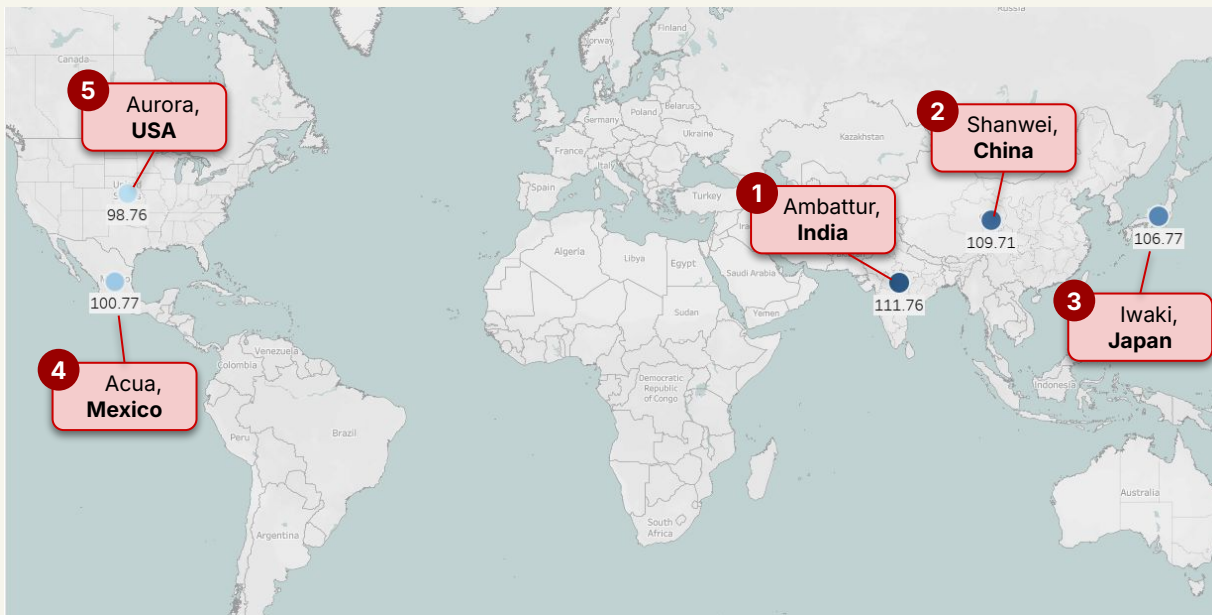 Russia
Canada
Finland
Norway
5
Aurora,
USA
Poland
Belarus
Germany
Ukraine
Kazakhstan
France
Italy
Spain
Turkey
2
Shanwei,
China
98.76
1
Ambattur,
India
109.71
106.77
Algeria
Libya
Egypt
Saudi Arabia
100.77
111.76
Sudan
Yemen
3
Iwaki,
Japan
4
Acua,
Mexico
Venezuela
Colombia
Democratic
Republic
of Congo
Indonesia
Peru
Brazil
Australia
South
Africa
Argentina